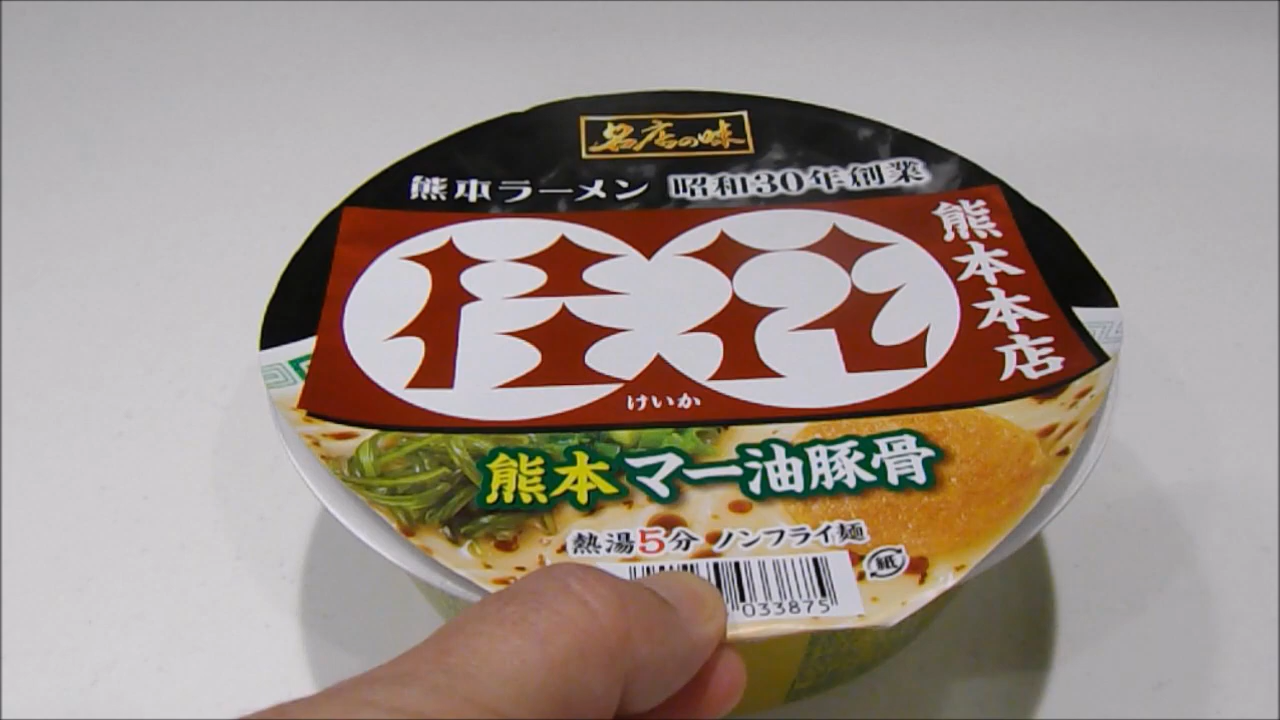 名店の味
熊本ラーメン 昭和30年創業
桂花
けいか
熊本本店
熊本マー油豚骨
熱湯5分 ノンフライ麺
紙
033875